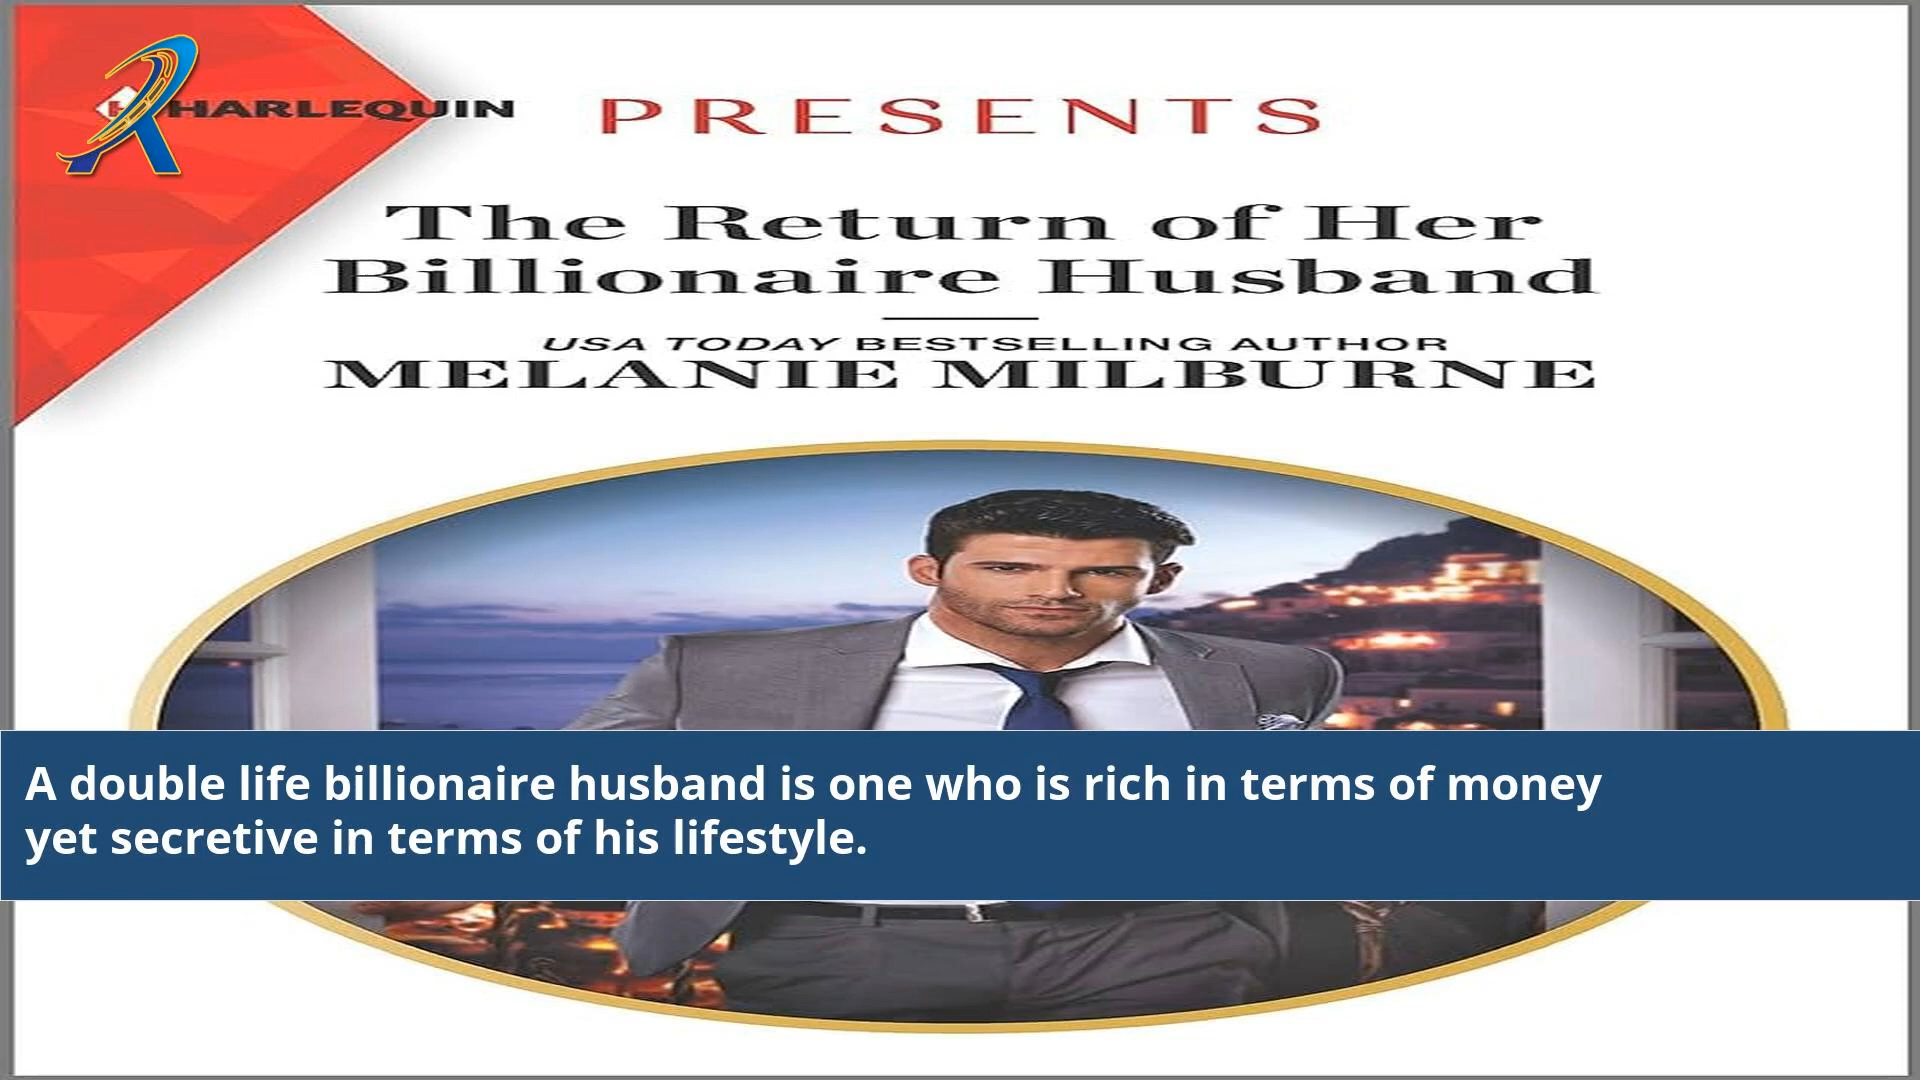 HARLEQUIN PRESENTS
The Return of Her
Billionaire Husband
USA TODAY BESTSELLING AUTHOR
MELANIE MILBURNE
A double life billionaire husband is one who is rich in terms of money
yet secretive in terms of his lifestyle.